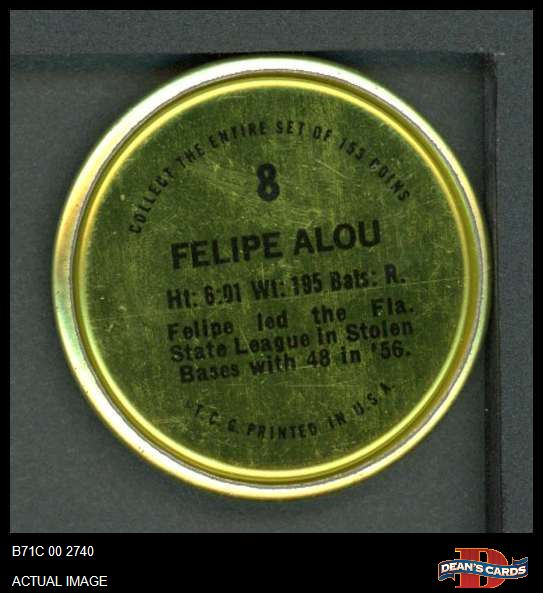 COLLECT THE ENTIRE SET OF 153 COINS
8
FELIPE ALOU
Ht: 6:01 Wt: 195 Bats: R.
Felipe led the Fla.
State League in Stolen
Bases with 48 in '56.
T. C. G. PRINTED IN U.S.A.
B71C 00 2740
ACTUAL IMAGE
D
DEAN'S CARDS